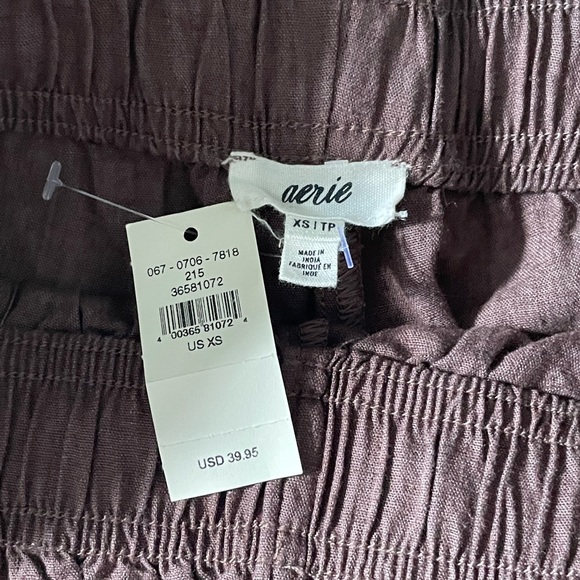 aerie
XS | TP
MADE IN
INDIA
FABRIQUÉ EN
INDE
067 - 0706 - 7818
215
36581072
4 00365 81072 4
US XS
USD 39.95